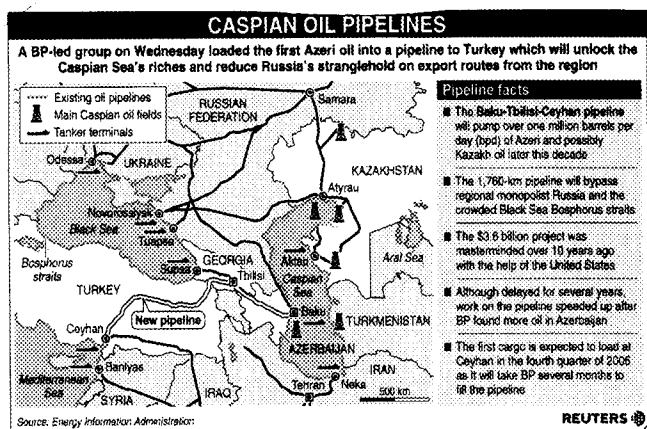 CASPIAN OIL PIPELINES
A BP-led group on Wednesday loaded the first Azeri oil into a pipeline to Turkey which will unlock the
Caspian Sea's riches and reduce Russia's stranglehold on export routes from the region
Existing oil pipelines
Main Caspian oil fields
Tanker terminals
RUSSIAN
FEDERATION
Samara
Odessa
UKRAINE
KAZAKHSTAN
Atyrau
Novorossiysk
Black Sea
Tuapse
Aral Sea
Bosphorus
straits
GEORGIA
Supsa
Tbilisi
Aktau
Caspian
Sea
TURKEY
New pipeline
Baku
TURKMENISTAN
Ceyhan
AZERBAIJAN
Mediterranean
Sea
Baniyas
SYRIA
IRAQ
Tehran
Neka
IRAN
500 km
Pipeline facts
■ The Baku-Tbilisi-Ceyhan pipeline
will pump over one million barrels per
day (bpd) of Azeri and possibly
Kazakh oil later this decade
■ The 1,760-km pipeline will bypass
regional monopolist Russia and the
crowded Black Sea Bosphorus straits
■ The $3.6 billion project was
masterminded over 10 years ago
with the help of the United States
■ Although delayed for several years,
work on the pipeline speeded up after
BP found more oil in Azerbaijan
■ The first cargo is expected to load at
Ceyhan in the fourth quarter of 2005
as it will take BP several months to
fill the pipeline
Source: Energy Information Administration
REUTERS